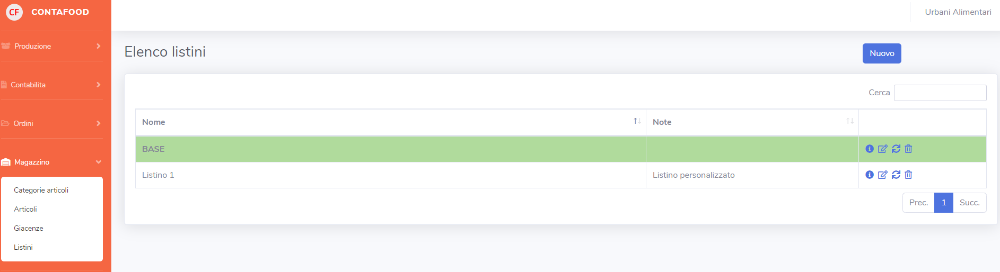 CF CONTAFOOD
Urbani Alimentari
Produzione
Contabilita
Ordini
Magazzino
Categorie articoli
Articoli
Giacenze
Listini
Elenco listini
Nuovo
Cerca
Nome Note
BASE
Listino 1 Listino personalizzato
Prec. 1 Succ.